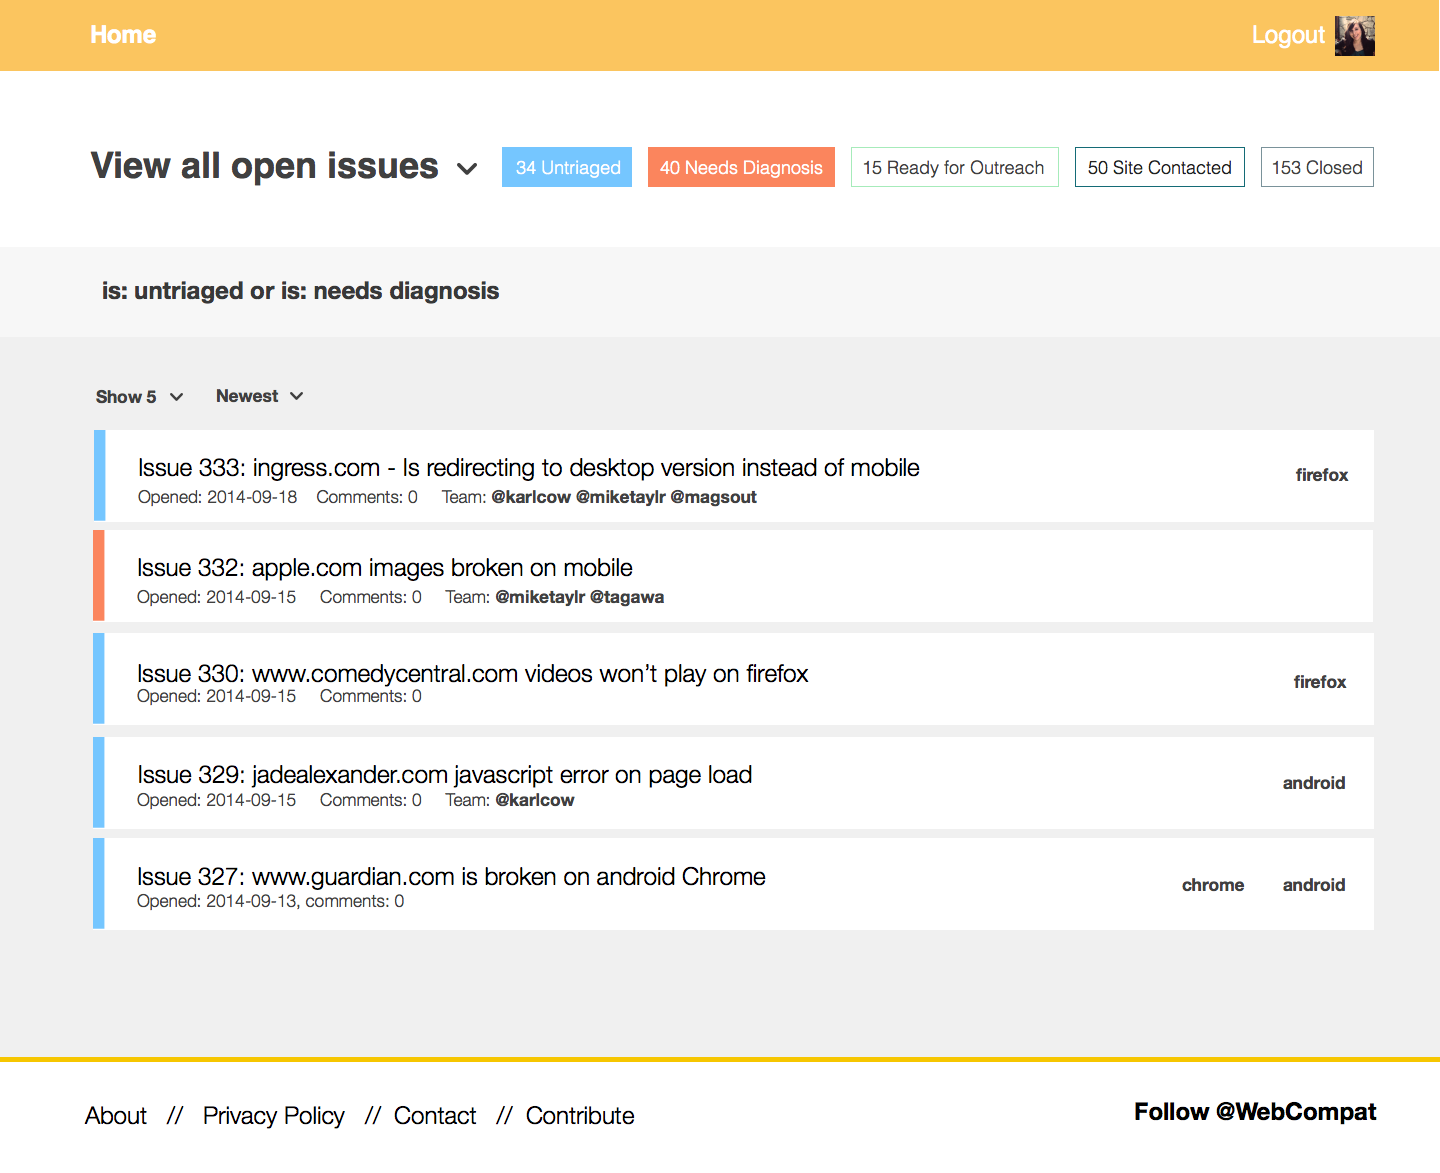 Home
Logout
View all open issues
34 Untriaged
40 Needs Diagnosis
15 Ready for Outreach
50 Site Contacted
153 Closed
is: untriaged or is: needs diagnosis
Show 5
Newest
Issue 333: ingress.com - Is redirecting to desktop version instead of mobile
firefox
Opened: 2014-09-18 Comments: 0 Team: @karlcow @miketaylr @magsout
Issue 332: apple.com images broken on mobile
Opened: 2014-09-15 Comments: 0 Team: @miketaylr @tagawa
Issue 330: www.comedycentral.com videos won’t play on firefox
firefox
Opened: 2014-09-15 Comments: 0
Issue 329: jadealexander.com javascript error on page load
android
Opened: 2014-09-15 Comments: 0 Team: @karlcow
Issue 327: www.guardian.com is broken on android Chrome
chrome android
Opened: 2014-09-13, comments: 0
About // Privacy Policy // Contact // Contribute
Follow @WebCompat